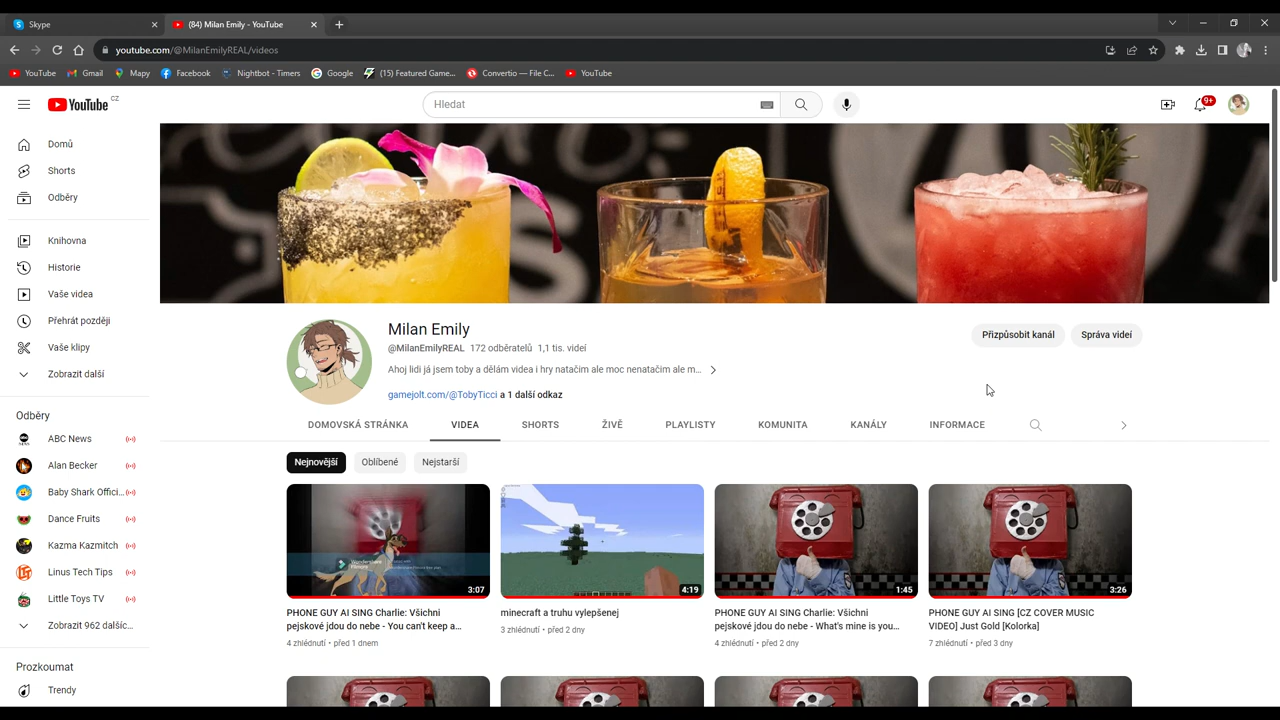 Skype
(84) Milan Emily - YouTube
youtube.com/@MilanEmilyREAL/videos
YouTube
Gmail
Mapy
Facebook
Nightbot - Timers
Google
(15) Featured Game...
Convertio — File C...
YouTube
YouTube CZ
Hledat
9+
Domů
Shorts
Odběry
Knihovna
Historie
Vaše videa
Přehrát později
Vaše klipy
Zobrazit další
Odběry
ABC News
Alan Becker
Baby Shark Offici...
Dance Fruits
Kazma Kazmitch
Linus Tech Tips
Little Toys TV
Zobrazit 962 dalšíc...
Prozkoumat
Trendy
Milan Emily
@MilanEmilyREAL 172 odběratelů 1,1 tis. videí
Ahoj lidi já jsem toby a dělám videa i hry natačim ale moc nenatačim ale m...
gamejolt.com/@TobyTicci a 1 další odkaz
Přizpůsobit kanál
Správa videí
DOMOVSKÁ STRÁNKA
VIDEA
SHORTS
ŽIVĚ
PLAYLISTY
KOMUNITA
KANÁLY
INFORMACE
Nejnovější
Oblíbené
Nejstarší
3:07
PHONE GUY AI SING Charlie: Všichni
pejskové jdou do nebe - You can't keep a...
4 zhlédnutí • před 1 dnem
4:19
minecraft a truhu vylepšenej
3 zhlédnutí • před 2 dny
1:45
PHONE GUY AI SING Charlie: Všichni
pejskové jdou do nebe - What's mine is you...
4 zhlédnutí • před 2 dny
3:26
PHONE GUY AI SING [CZ COVER MUSIC
VIDEO] Just Gold [Kolorka]
7 zhlédnutí • před 3 dny